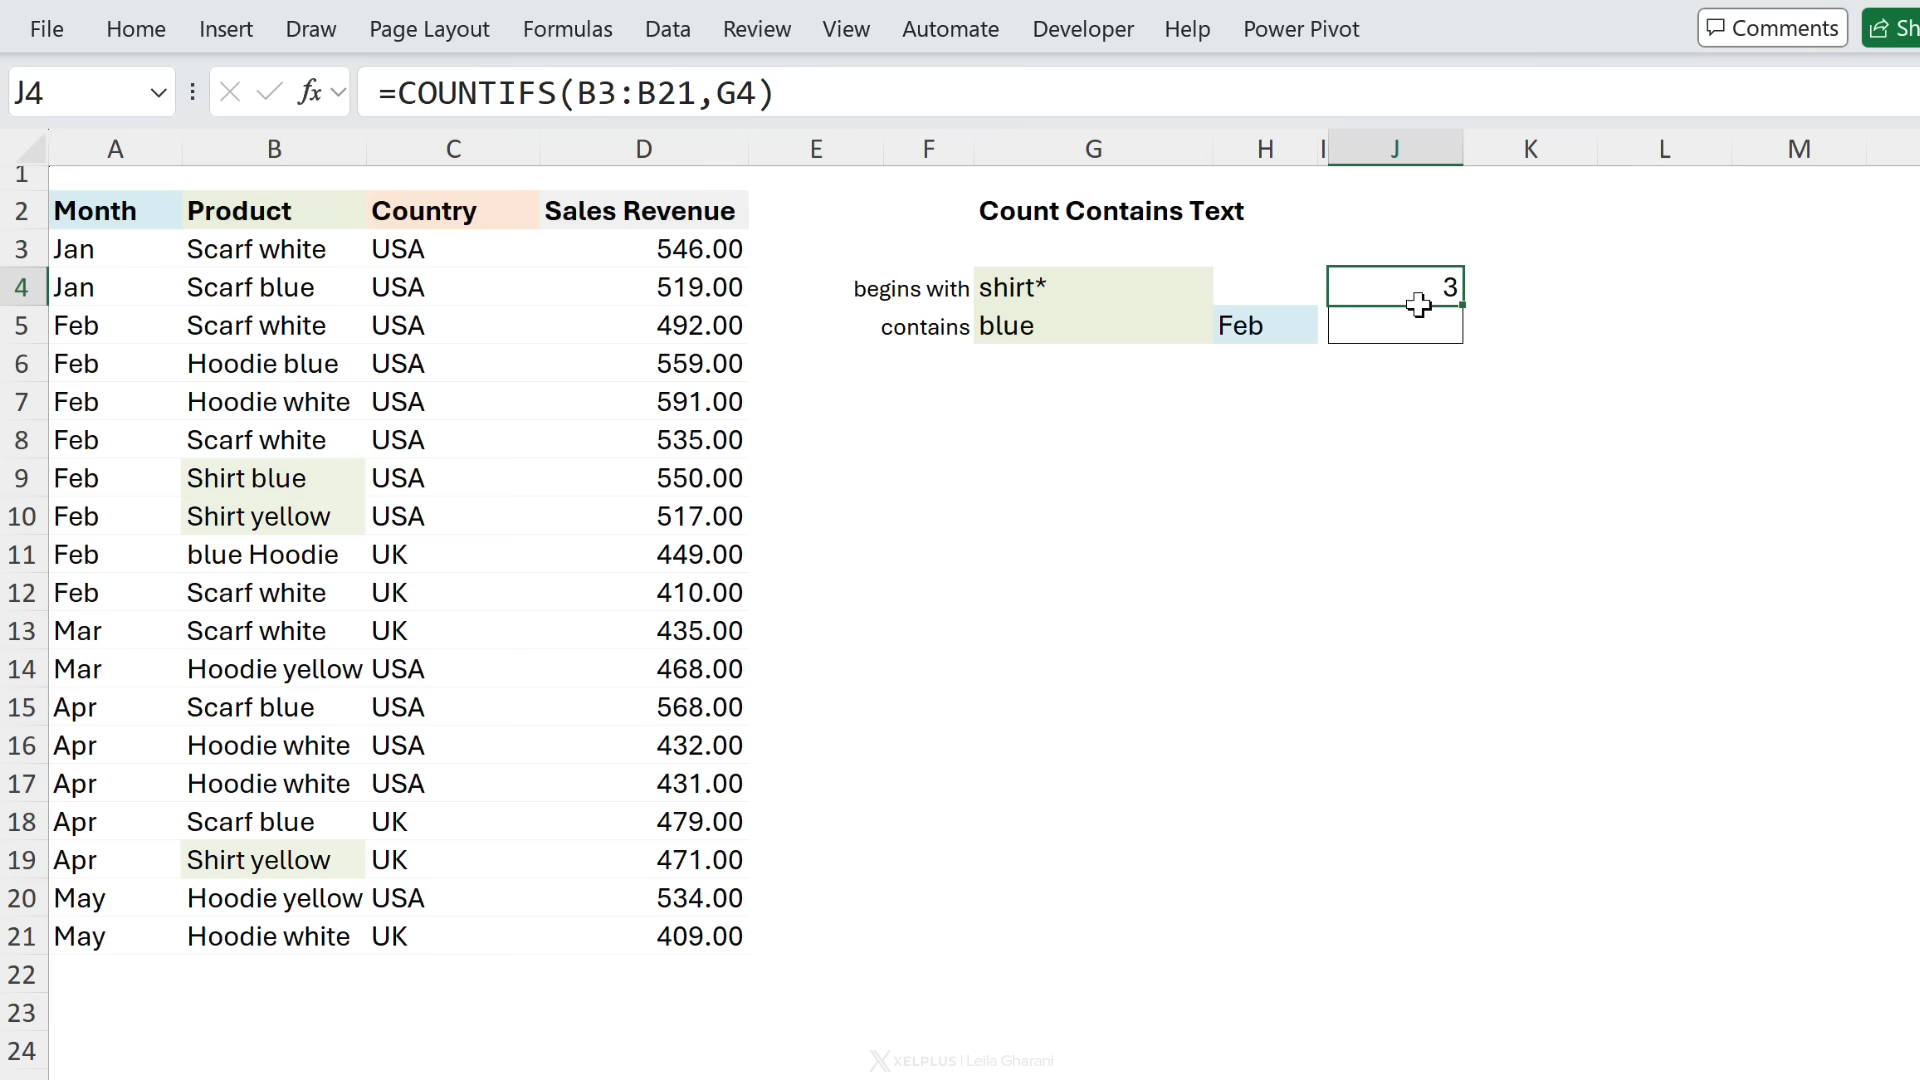 File Home Insert Draw Page Layout Formulas Data Review View Automate Developer Help Power Pivot Comments Sh
J4 fx =COUNTIFS(B3:B21,G4)
A B C D E F G H I J K L M
1
2 Month Product Country Sales Revenue Count Contains Text
3 Jan Scarf white USA 546.00
4 Jan Scarf blue USA 519.00 begins with shirt* 3
5 Feb Scarf white USA 492.00 contains blue Feb
6 Feb Hoodie blue USA 559.00
7 Feb Hoodie white USA 591.00
8 Feb Scarf white USA 535.00
9 Feb Shirt blue USA 550.00
10 Feb Shirt yellow USA 517.00
11 Feb blue Hoodie UK 449.00
12 Feb Scarf white UK 410.00
13 Mar Scarf white UK 435.00
14 Mar Hoodie yellow USA 468.00
15 Apr Scarf blue USA 568.00
16 Apr Hoodie white USA 432.00
17 Apr Hoodie white USA 431.00
18 Apr Scarf blue UK 479.00
19 Apr Shirt yellow UK 471.00
20 May Hoodie yellow USA 534.00
21 May Hoodie white UK 409.00
22
23
24
XELPLUS | Leila Gharani